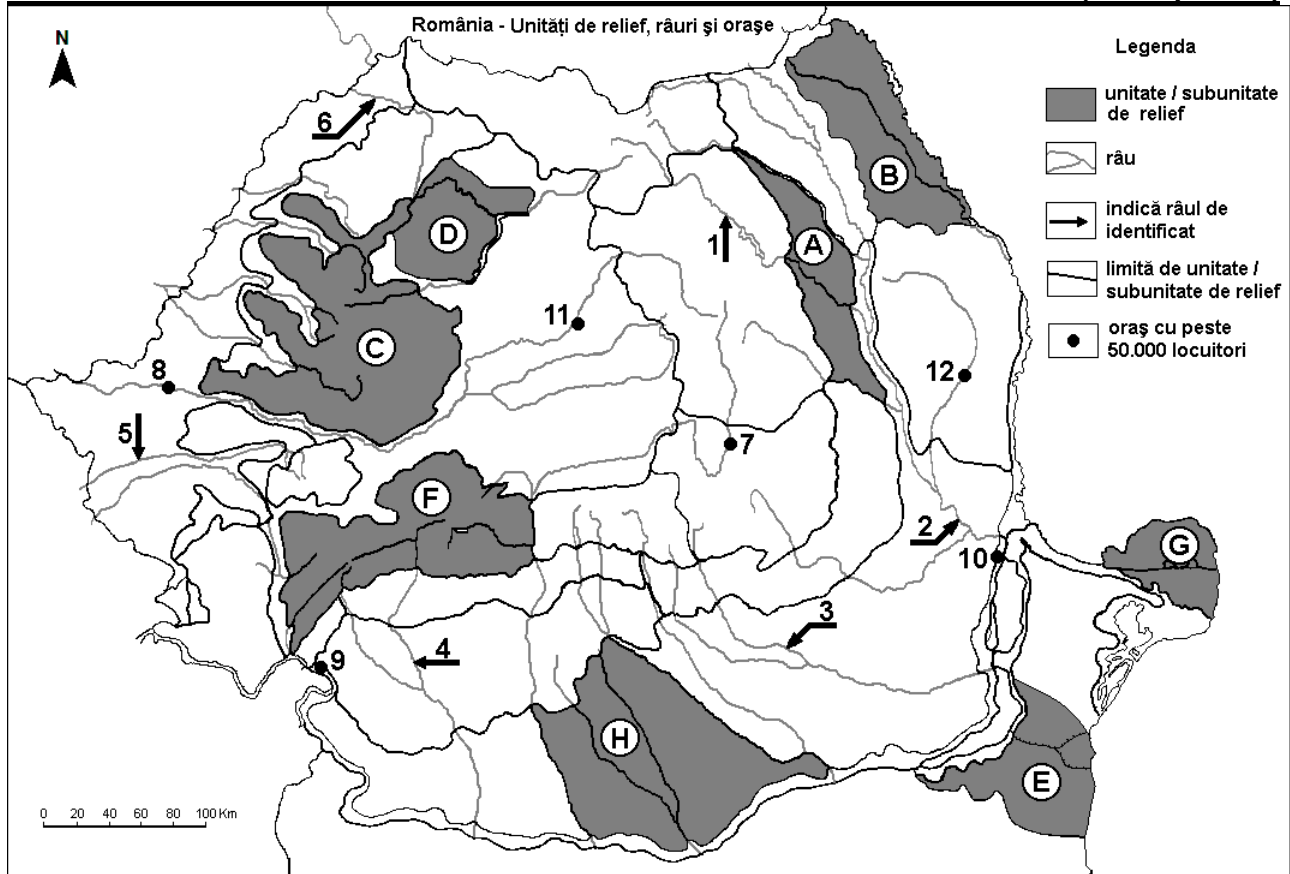 România - Unități de relief, râuri și orașe
N
Legenda
unitate / subunitate
de relief
râu
indică râul de
identificat
limită de unitate /
subunitate de relief
oraș cu peste
50.000 locuitori
6
B
D
1
A
11
C
8
12
5
7
F
2
10
G
3
4
9
H
E
0 20 40 60 80 100 Km